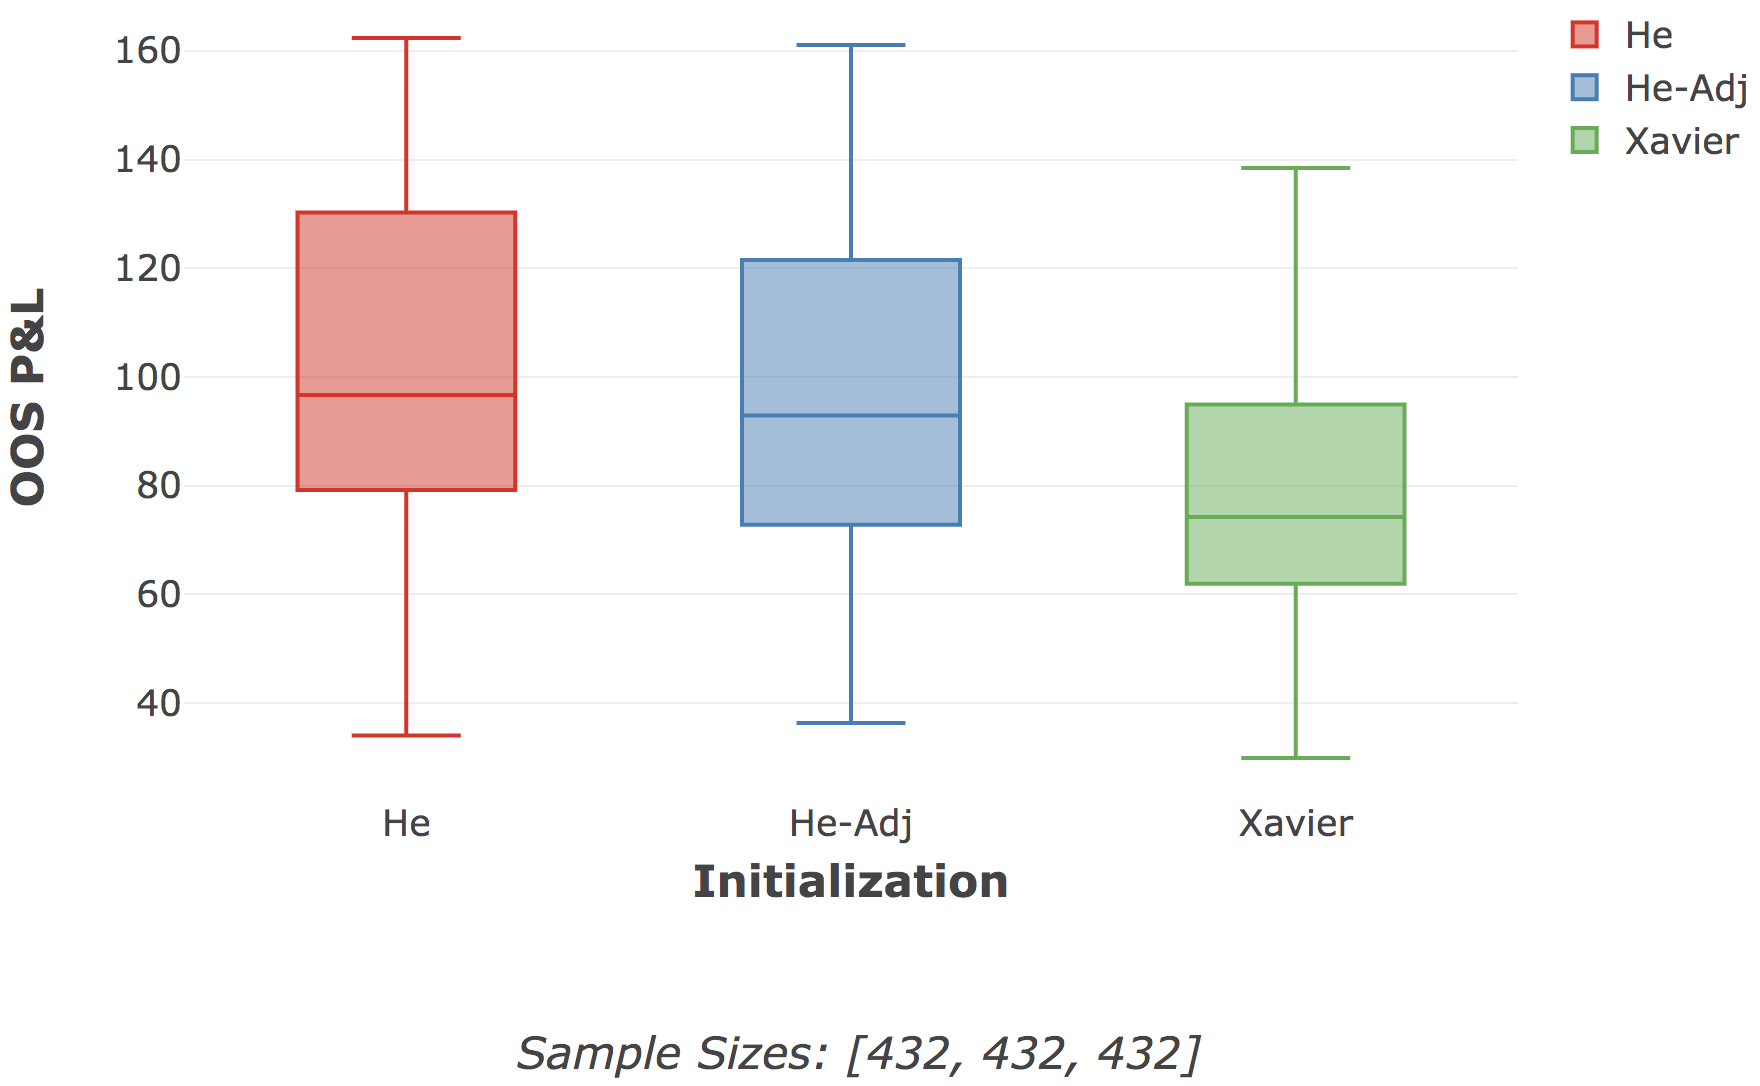 He
He-Adj
Xavier
160
140
120
100
80
60
40
OOS P&L
He
He-Adj
Xavier
Initialization
Sample Sizes: [432, 432, 432]